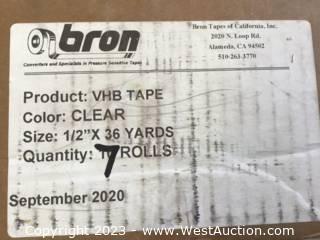 bron
Converters and Specialists in Pressure Sensitive Tapes
Bron Tapes of California, Inc.
2020 N. Loop Rd.
Alameda, CA 94502
510-263-3770
Product: VHB TAPE
Color: CLEAR
Size: 1/2"X 36 YARDS
Quantity: 7 ROLLS
September 2020
Copyright © 2023 - www.WestAuction.com